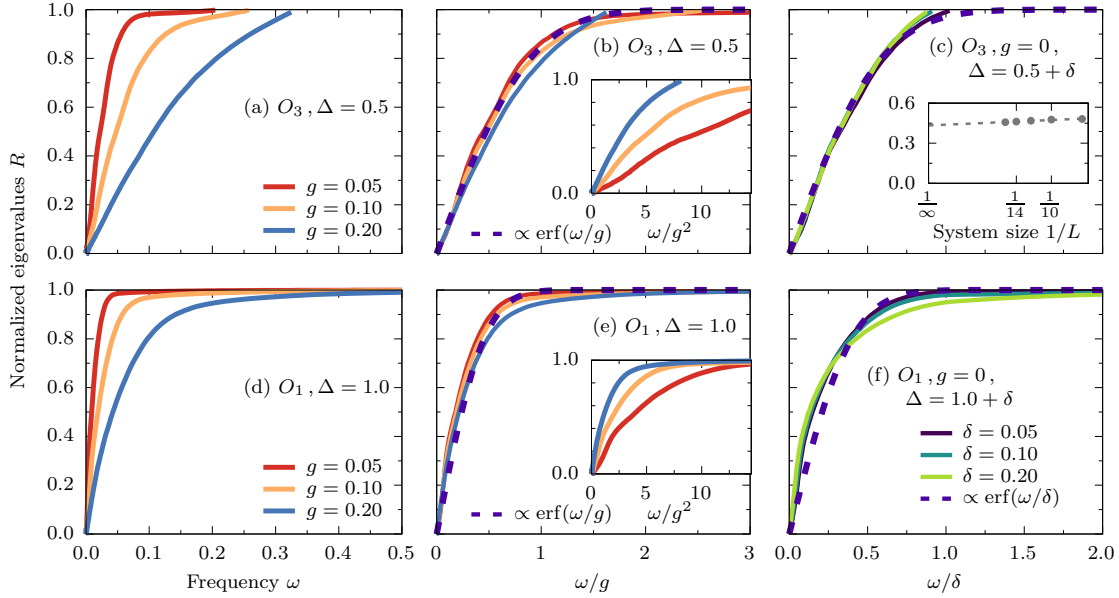 Normalized eigenvalues R
1.0
0.8
0.6
0.4
0.2
0.0
(a) O₃ , Δ = 0.5
g = 0.05
g = 0.10
g = 0.20
(b) O₃ , Δ = 0.5
1.0
0.0
0 5 10
ω/g²
∝ erf(ω/g)
(c) O₃ , g = 0 ,
Δ = 0.5 + δ
0.6
0.3
0.0
1/∞ 1/14 1/10
System size 1/L
1.0
0.8
0.6
0.4
0.2
0.0
(d) O₁ , Δ = 1.0
g = 0.05
g = 0.10
g = 0.20
0.0 0.1 0.2 0.3 0.4 0.5
Frequency ω
(e) O₁ , Δ = 1.0
1.0
0.0
0 5 10
ω/g²
∝ erf(ω/g)
0 1 2 3
ω/g
(f) O₁ , g = 0 ,
Δ = 1.0 + δ
δ = 0.05
δ = 0.10
δ = 0.20
∝ erf(ω/δ)
0.0 0.5 1.0 1.5 2.0
ω/δ